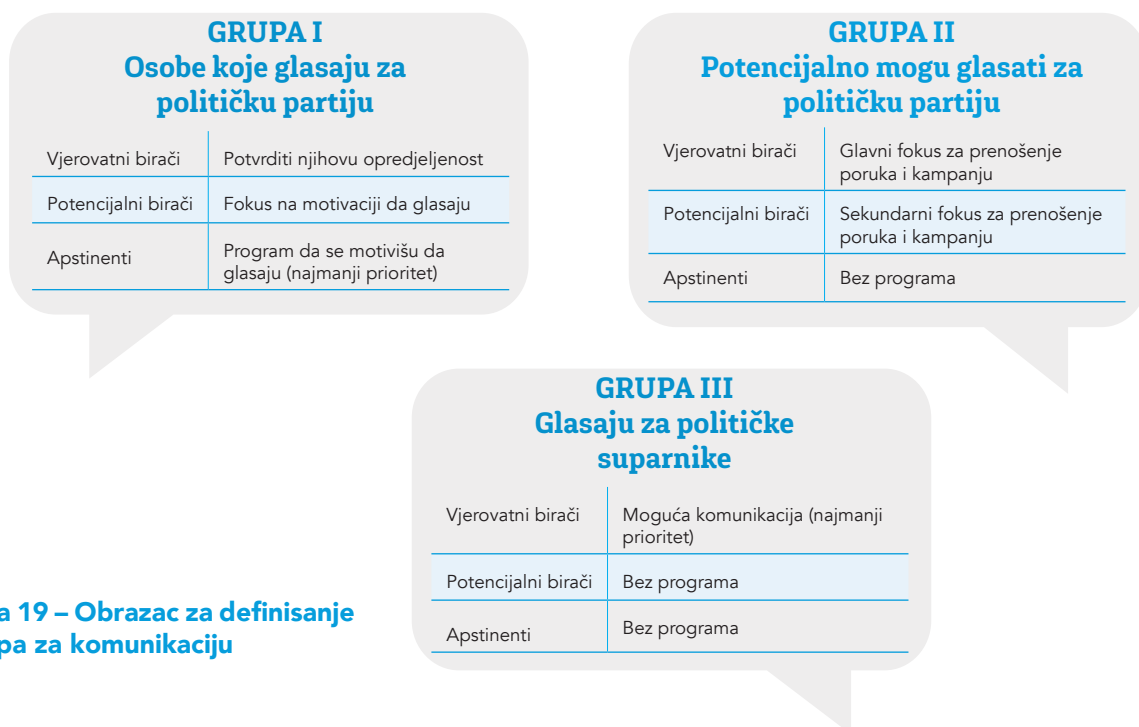 GRUPA I
Osobe koje glasaju za
političku partiju
Vjerovatni birači
Potvrditi njihovu opredjeljenost
Potencijalni birači
Fokus na motivaciji da glasaju
Apstinenti
Program da se motivišu da
glasaju (najmanji prioritet)
GRUPA II
Potencijalno mogu glasati za
političku partiju
Vjerovatni birači
Glavni fokus za prenošenje
poruka i kampanju
Potencijalni birači
Sekundarni fokus za prenošenje
poruka i kampanju
Apstinenti
Bez programa
GRUPA III
Glasaju za političke
suparnike
Vjerovatni birači
Moguća komunikacija (najmanji
prioritet)
Potencijalni birači
Bez programa
Apstinenti
Bez programa
a 19 – Obrazac za definisanje
pa za komunikaciju